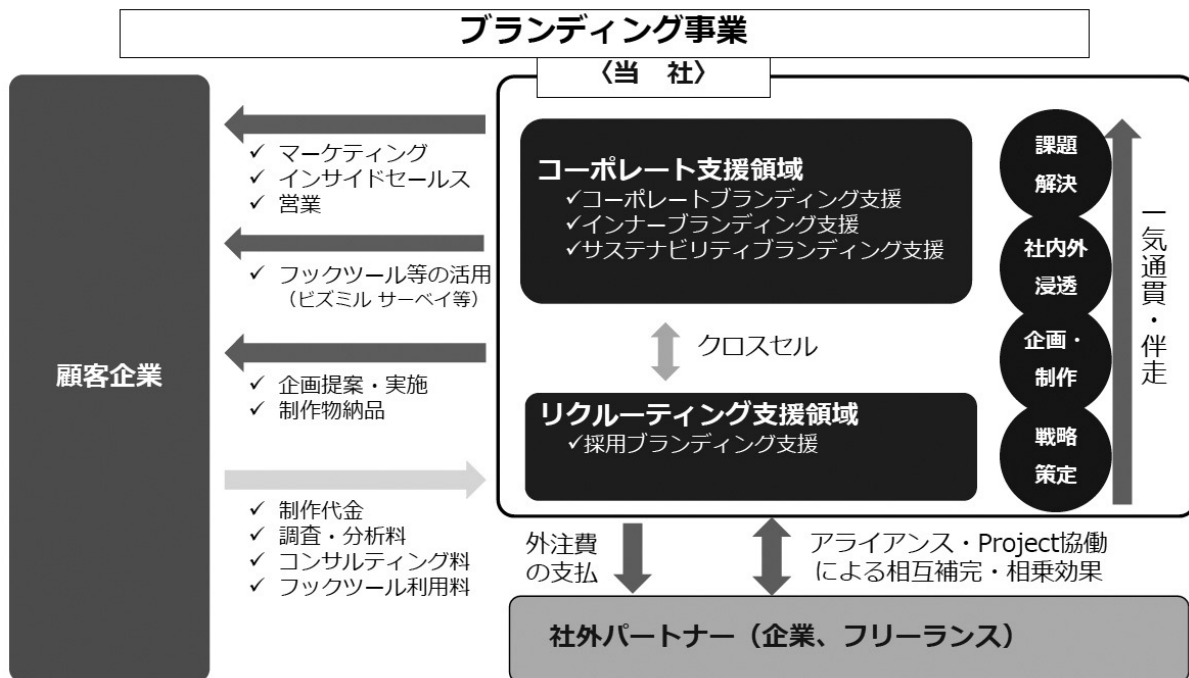 ブランディング事業
〈当 社〉
顧客企業
✓ マーケティング
✓ インサイドセールス
✓ 営業
✓ フックツール等の活用
（ビズミル サーベイ等）
✓ 企画提案・実施
✓ 制作物納品
✓ 制作代金
✓ 調査・分析料
✓ コンサルティング料
✓ フックツール利用料
コーポレート支援領域
✓コーポレートブランディング支援
✓インナーブランディング支援
✓サステナビリティブランディング支援
クロスセル
リクルーティング支援領域
✓採用ブランディング支援
課題
解決
社内外
浸透
企画・
制作
戦略
策定
一気通貫・伴走
外注費
の支払
アライアンス・Project協働
による相互補完・相乗効果
社外パートナー（企業、フリーランス）